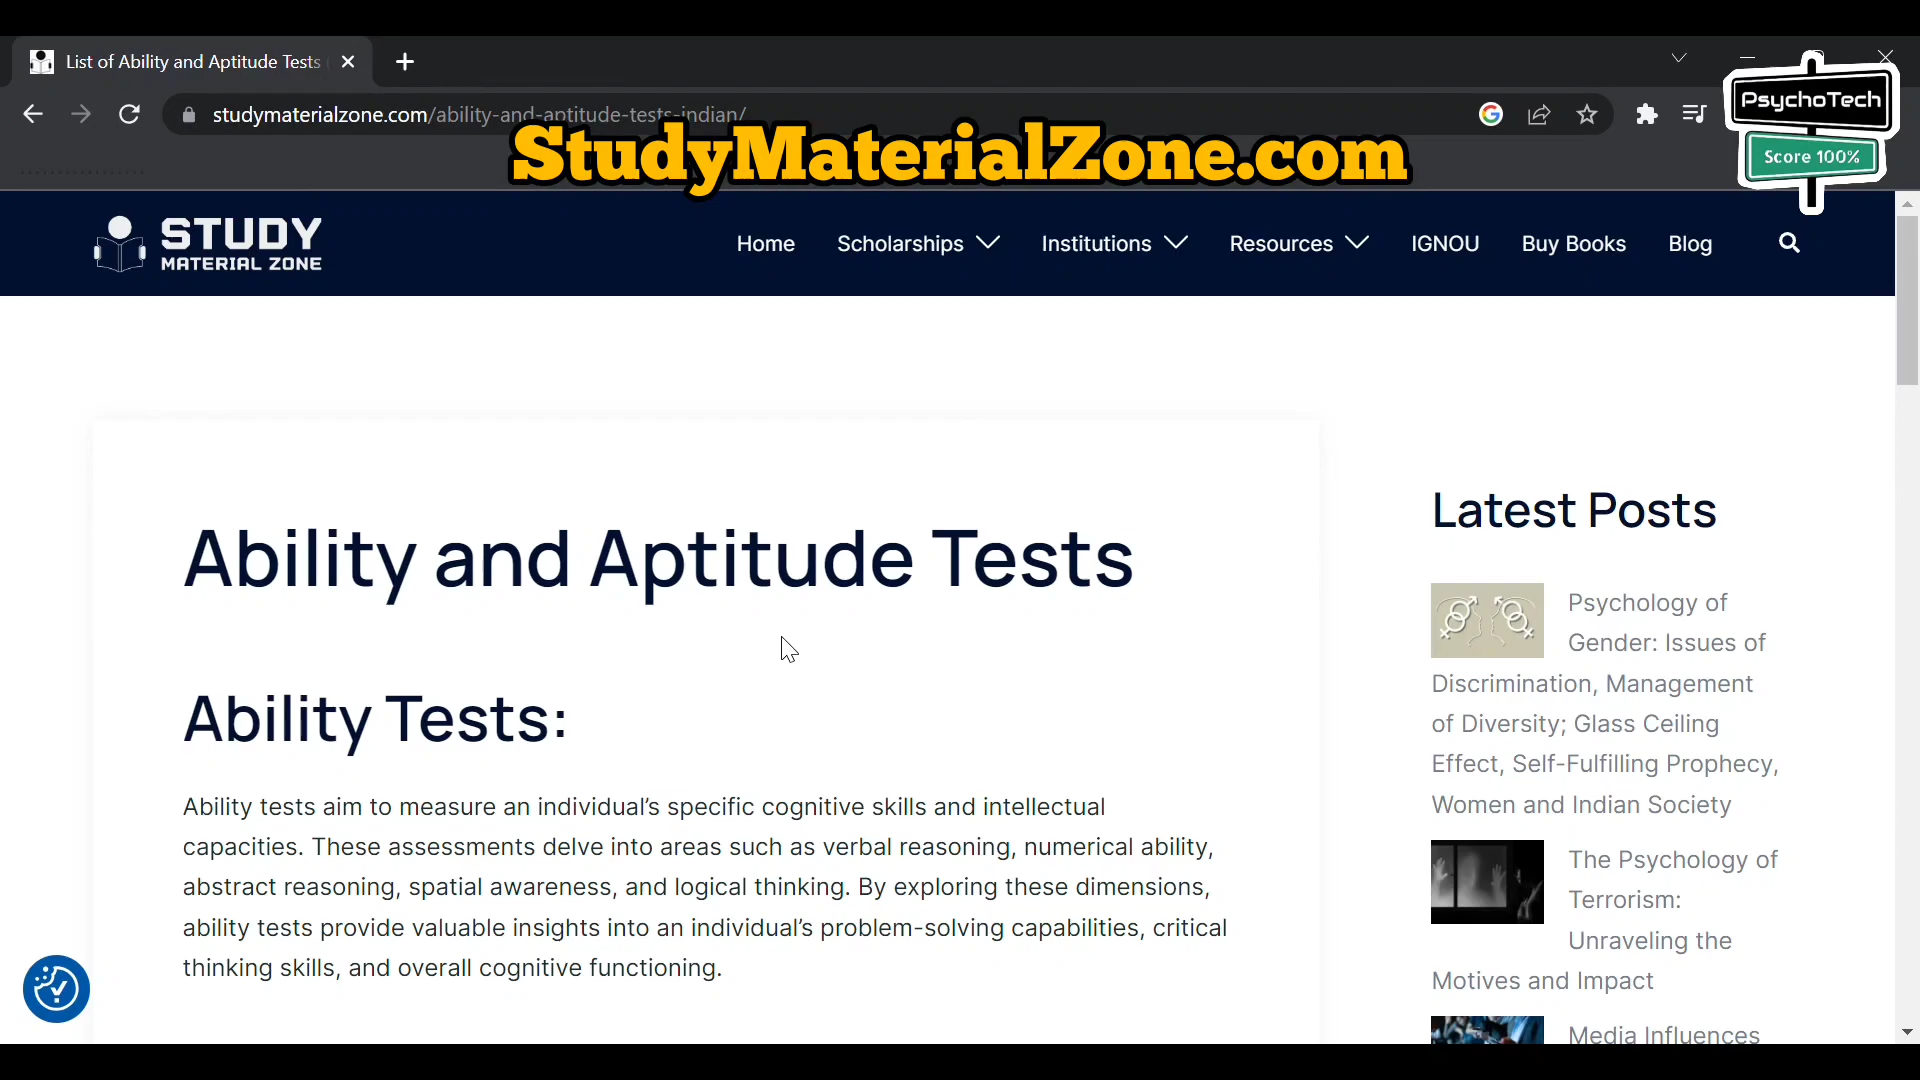 List of Ability and Aptitude Tests
studymaterialzone.com/ability-and-aptitude-tests-indian/
PsychoTech
Score 100%
StudyMaterialZone.com
STUDY
MATERIAL ZONE
Home
Scholarships
Institutions
Resources
IGNOU
Buy Books
Blog
Ability and Aptitude Tests
Ability Tests:
Ability tests aim to measure an individual’s specific cognitive skills and intellectual
capacities. These assessments delve into areas such as verbal reasoning, numerical ability,
abstract reasoning, spatial awareness, and logical thinking. By exploring these dimensions,
ability tests provide valuable insights into an individual’s problem-solving capabilities, critical
thinking skills, and overall cognitive functioning.
Latest Posts
Psychology of
Gender: Issues of
Discrimination, Management
of Diversity; Glass Ceiling
Effect, Self-Fulfilling Prophecy,
Women and Indian Society
The Psychology of
Terrorism:
Unraveling the
Motives and Impact
Media Influences